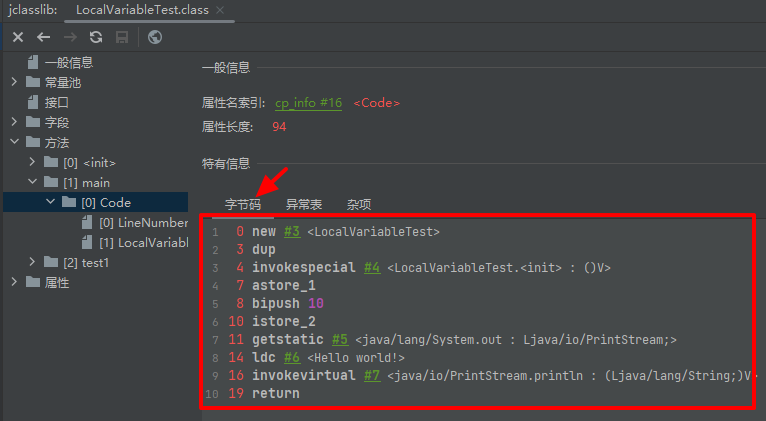 jclasslib: LocalVariableTest.class
一般信息
常量池
接口
字段
方法
[0] <init>
[1] main
[0] Code
[0] LineNumber
[1] LocalVariabl
[2] test1
属性
一般信息
属性名索引: cp_info #16 <Code>
属性长度: 94
特有信息
字节码 异常表 杂项
1 0 new #3 <LocalVariableTest>
2 3 dup
3 4 invokespecial #4 <LocalVariableTest.<init> : ()V>
4 7 astore_1
5 8 bipush 10
6 10 istore_2
7 11 getstatic #5 <java/lang/System.out : Ljava/io/PrintStream;>
8 14 ldc #6 <Hello world!>
9 16 invokevirtual #7 <java/io/PrintStream.println : (Ljava/lang/String;)V>
10 19 return